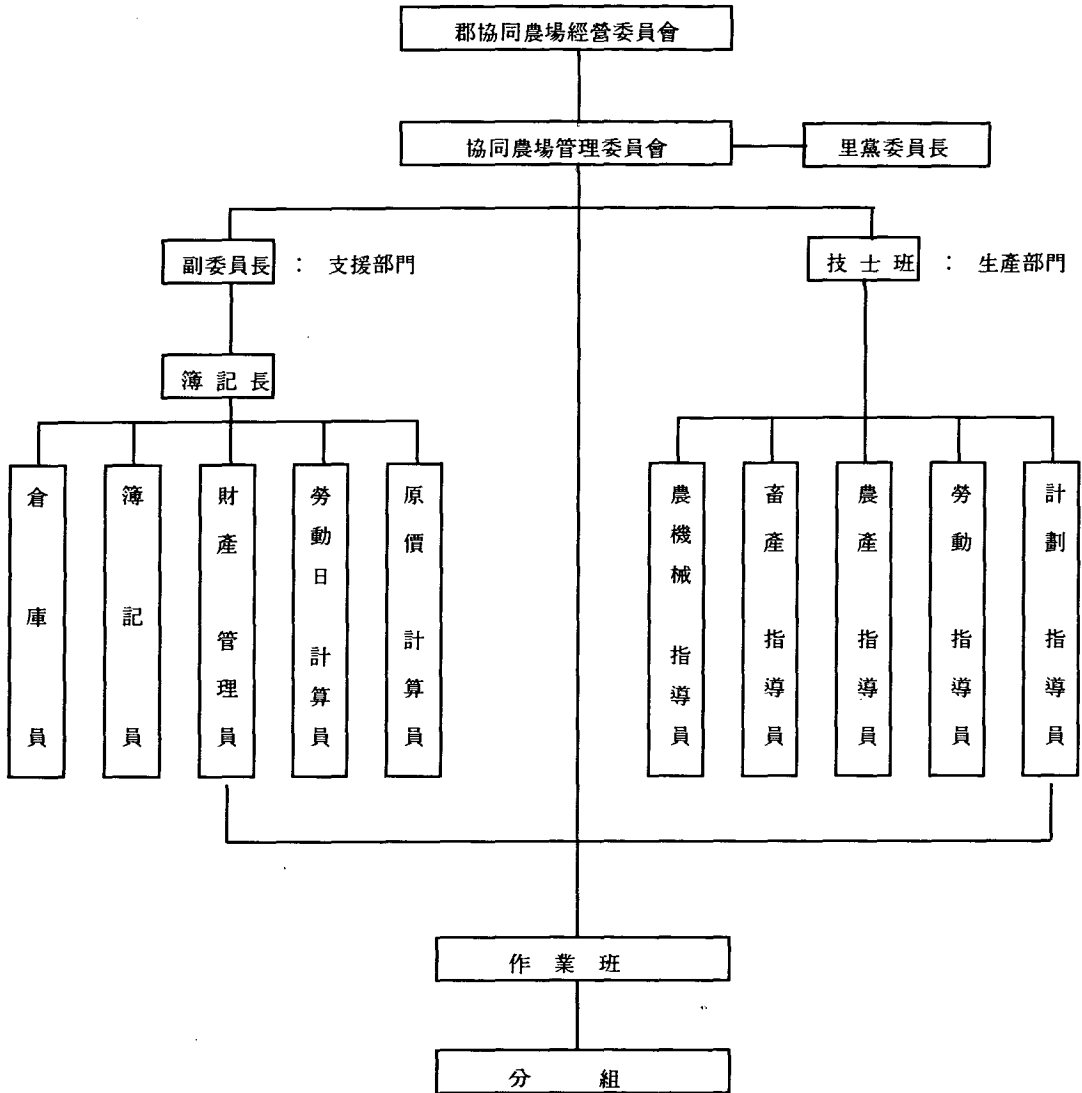 郡協同農場經營委員會
協同農場管理委員會
里黨委員長
副委員長 : 支援部門
技士班 : 生產部門
簿記長
倉庫員
簿記員
財產 管理員
勞動日 計算員
原價 計算員
農機械 指導員
畜產 指導員
農產 指導員
勞動 指導員
計劃 指導員
作業班
分組